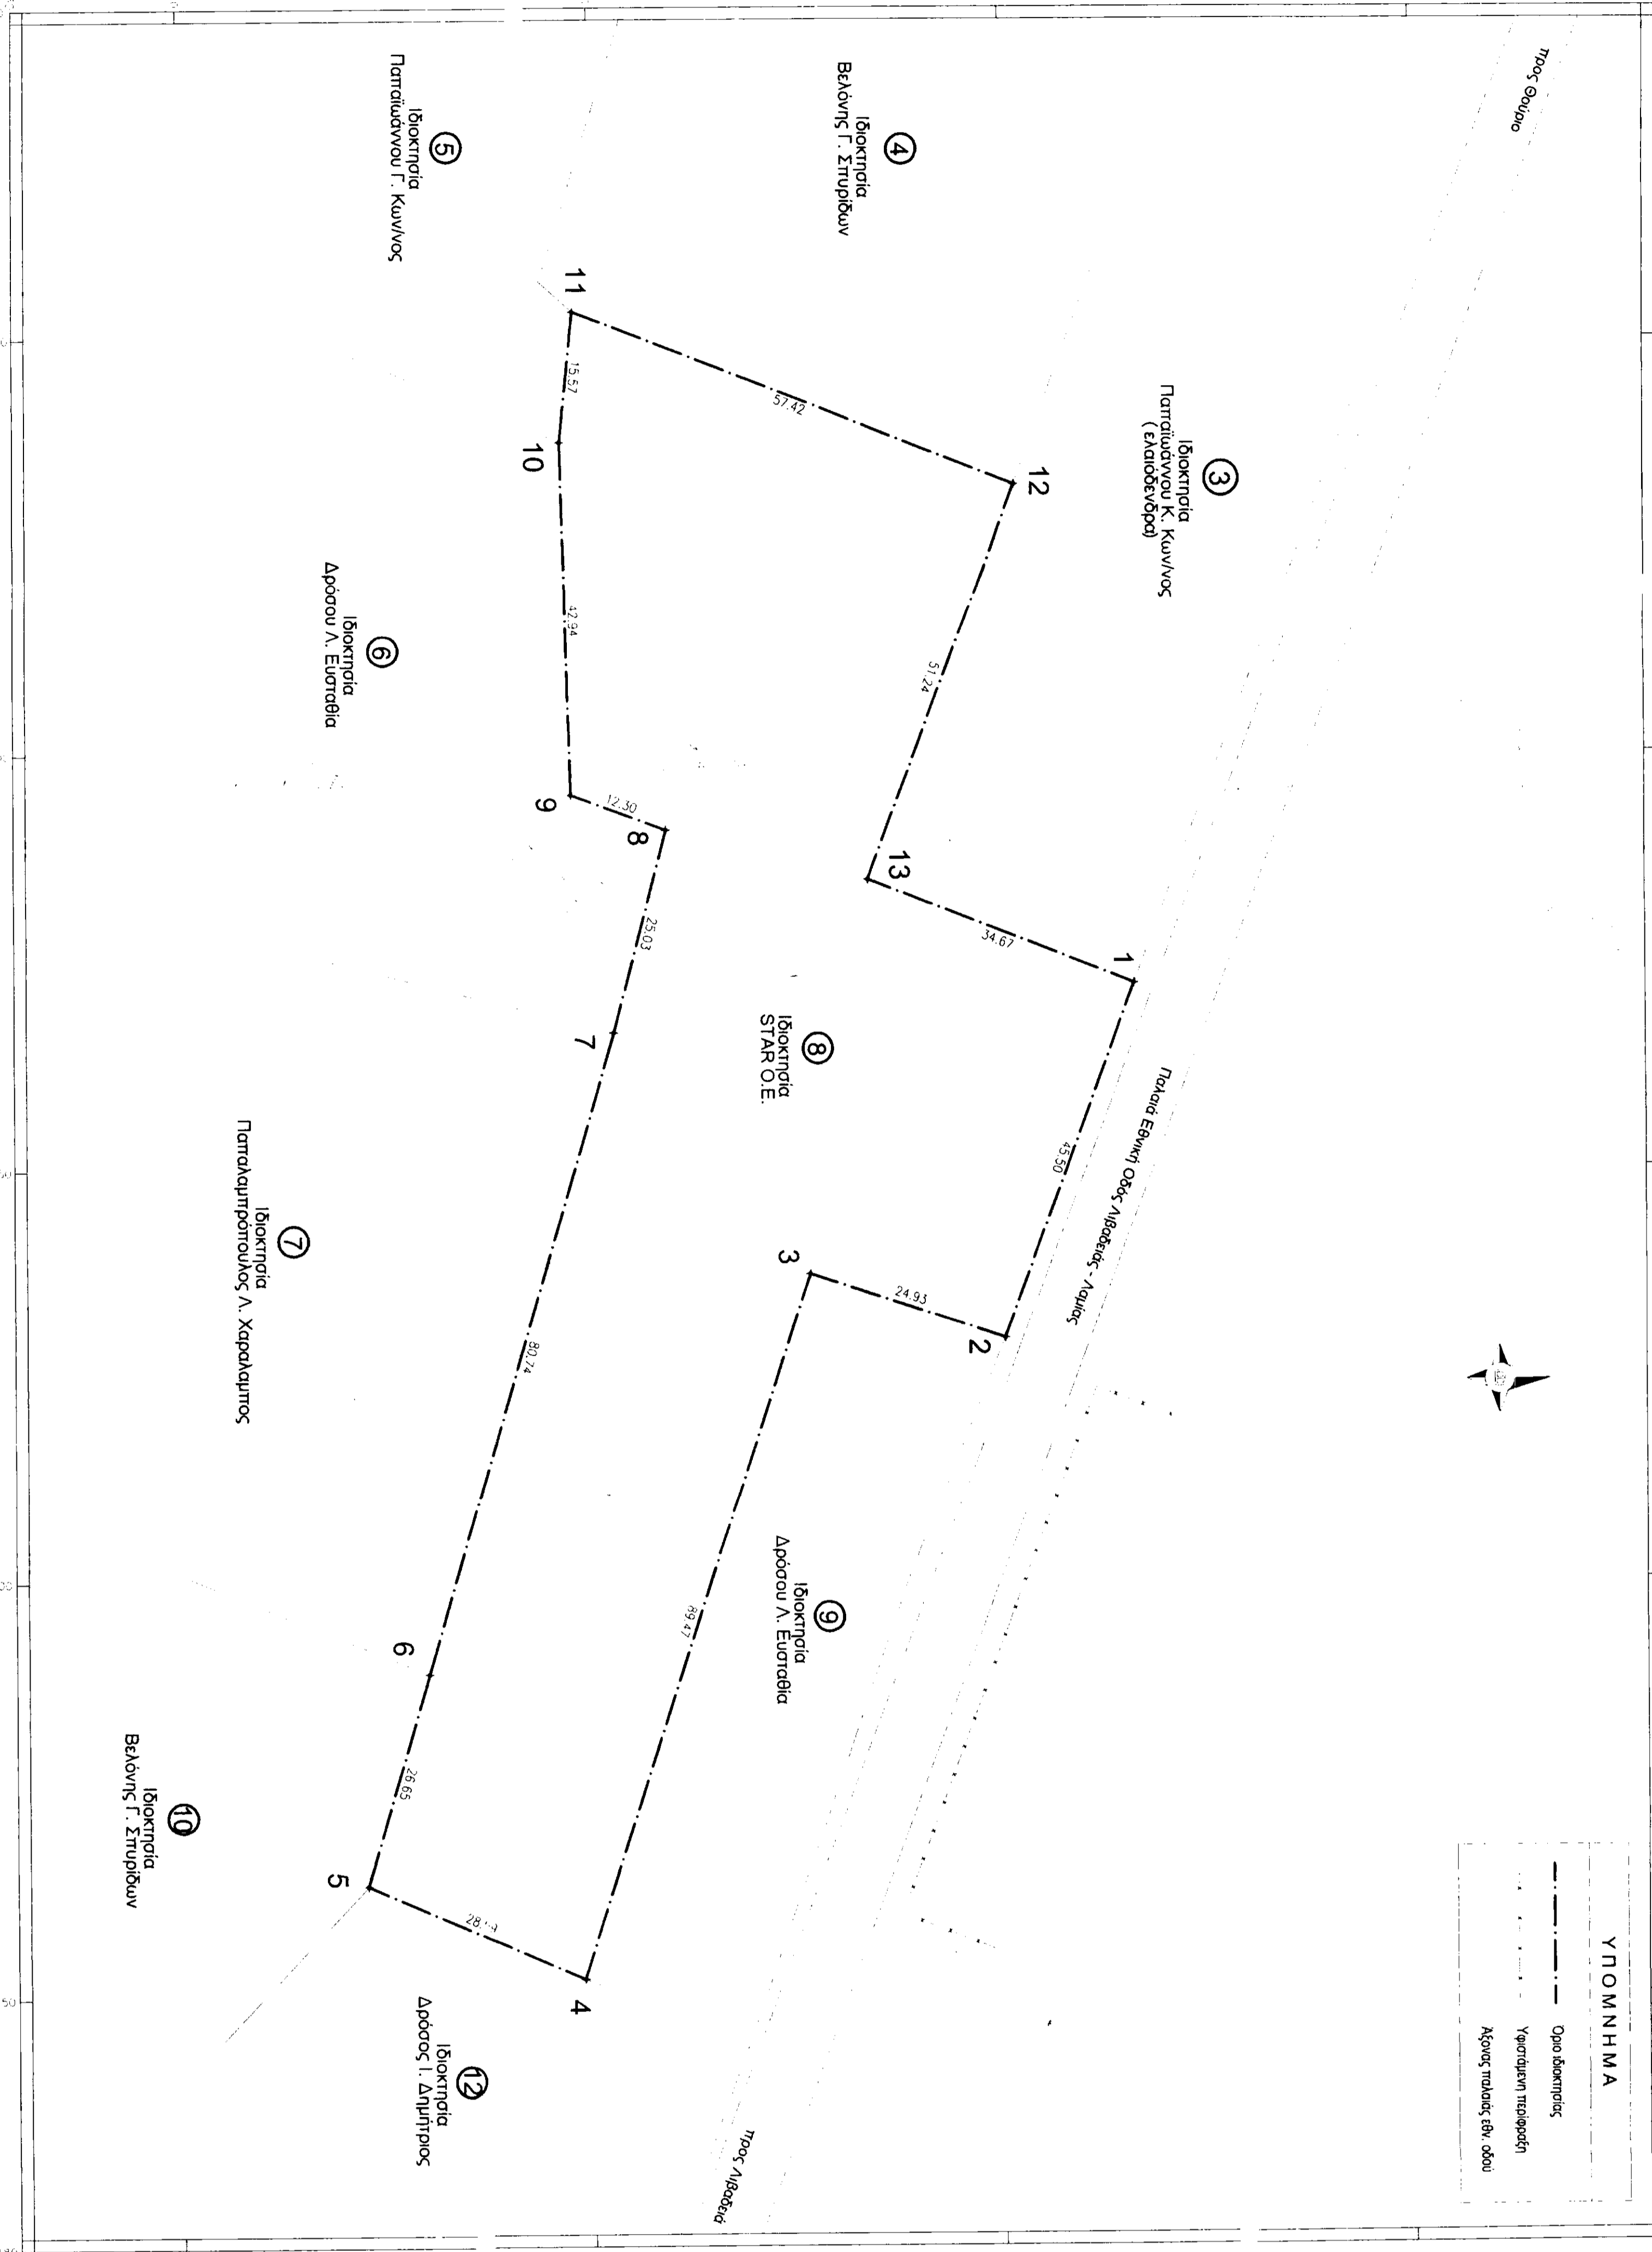 ΥΠΟΜΝΗΜΑ
Όριο ιδιοκτησίας
Υφιστάμενη περίφραξη
Άξονας παλαιάς εθν. οδού
προς Θούριο
Παλαιά Εθνική Οδός Λιβαδειάς - Λαμίας
προς Λιβαδειά
3
Ιδιοκτησία
Παπαϊωάννου Κ. Κων/νος
(ελαιόδενδρα)
4
Ιδιοκτησία
Βελόνης Γ. Σπυρίδων
5
Ιδιοκτησία
Παπαϊωάννου Γ. Κων/νος
6
Ιδιοκτησία
Δρόσου Λ. Ευσταθία
7
Ιδιοκτησία
Παπαλαμπρόπουλος Λ. Χαράλαμπος
8
Ιδιοκτησία
STAR O.E.
9
Ιδιοκτησία
Δρόσου Λ. Ευσταθία
10
Ιδιοκτησία
Βελόνης Γ. Σπυρίδων
12
Ιδιοκτησία
Δρόσος Ι. Δημήτριος
1
45.50
2
24.93
3
89.47
4
5
26.65
6
80.74
7
25.03
8
12.30
9
42.94
10
15.57
11
57.42
12
51.24
13
34.67